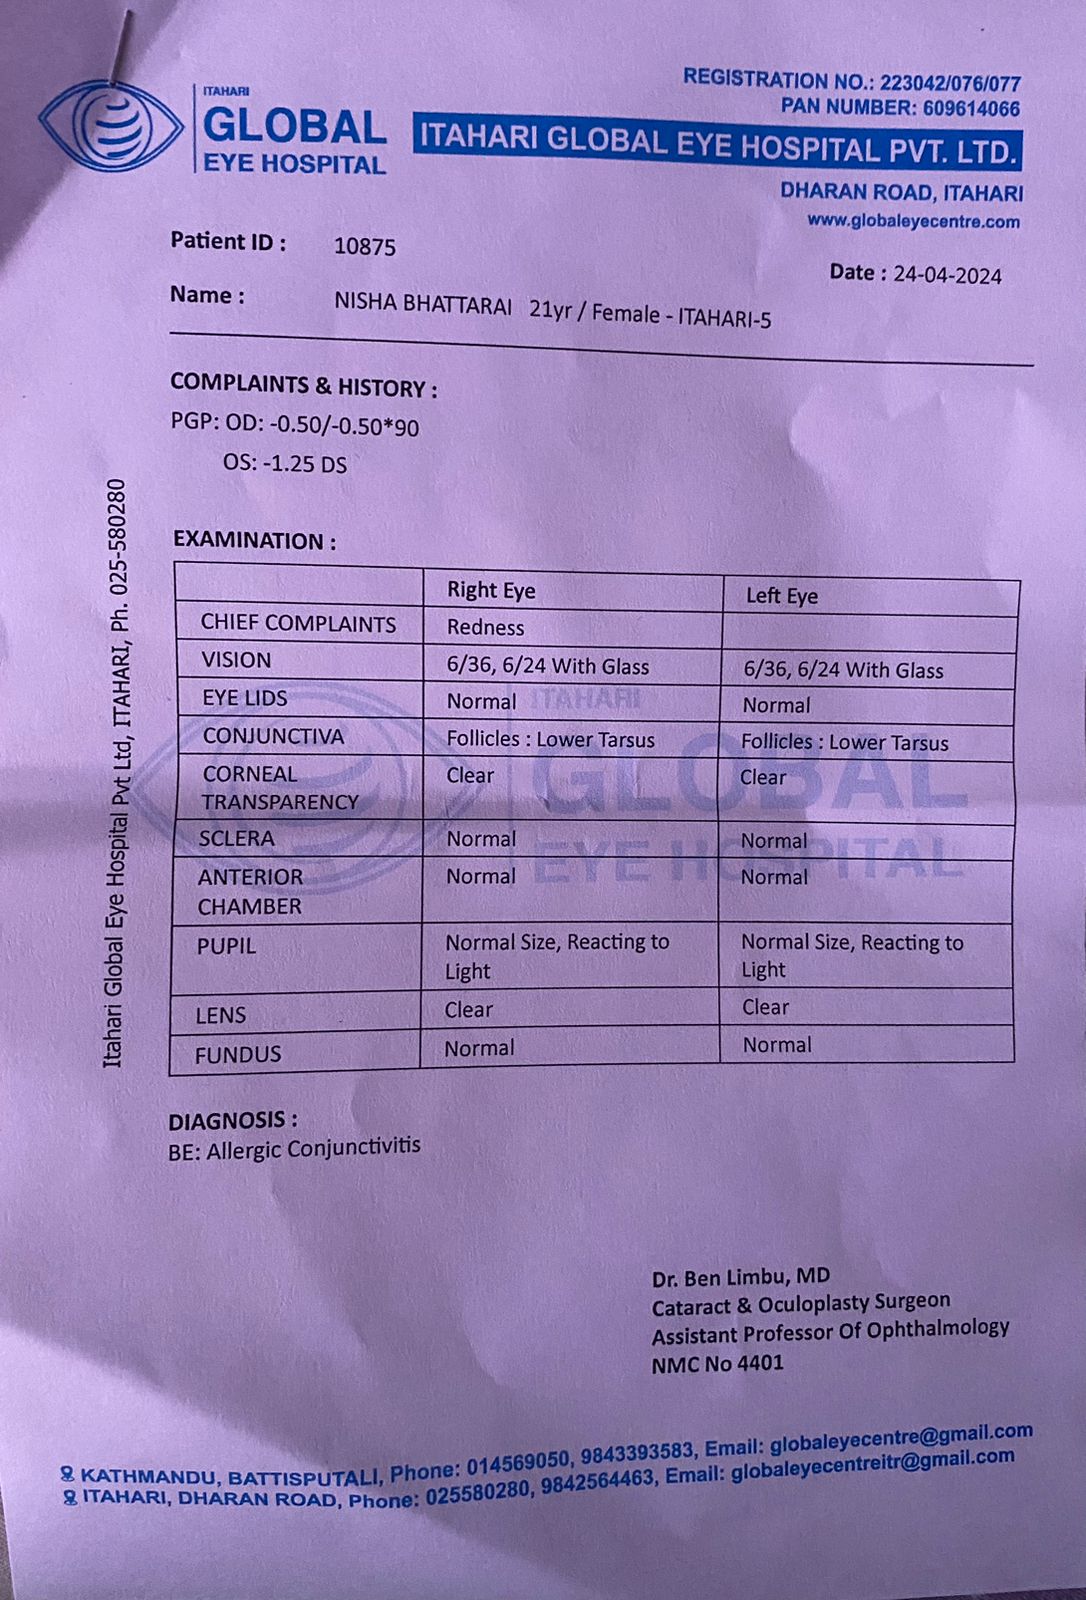 REGISTRATION NO.: 223042/076/077
PAN NUMBER: 609614066
ITAHARI
GLOBAL
EYE HOSPITAL
ITAHARI GLOBAL EYE HOSPITAL PVT. LTD.
DHARAN ROAD, ITAHARI
www.globaleyecentre.com
Patient ID : 10875
Date : 24-04-2024
Name : NISHA BHATTARAI 21yr / Female - ITAHARI-5
COMPLAINTS & HISTORY :
PGP: OD: -0.50/-0.50*90
OS: -1.25 DS
Itahari Global Eye Hospital Pvt Ltd, ITAHARI, Ph. 025-580280
EXAMINATION :
Right Eye Left Eye
CHIEF COMPLAINTS Redness
VISION 6/36, 6/24 With Glass 6/36, 6/24 With Glass
EYE LIDS Normal Normal
CONJUNCTIVA Follicles : Lower Tarsus Follicles : Lower Tarsus
CORNEAL Clear Clear
TRANSPARENCY
SCLERA Normal Normal
ANTERIOR Normal Normal
CHAMBER
PUPIL Normal Size, Reacting to Normal Size, Reacting to
Light Light
LENS Clear Clear
FUNDUS Normal Normal
ITAHARI
GLOBAL
EYE HOSPITAL
DIAGNOSIS :
BE: Allergic Conjunctivitis
Dr. Ben Limbu, MD
Cataract & Oculoplasty Surgeon
Assistant Professor Of Ophthalmology
NMC No 4401
KATHMANDU, BATTISPUTALI, Phone: 014569050, 9843393583, Email: globaleyecentre@gmail.com
ITAHARI, DHARAN ROAD, Phone: 025580280, 9842564463, Email: globaleyecentreitr@gmail.com